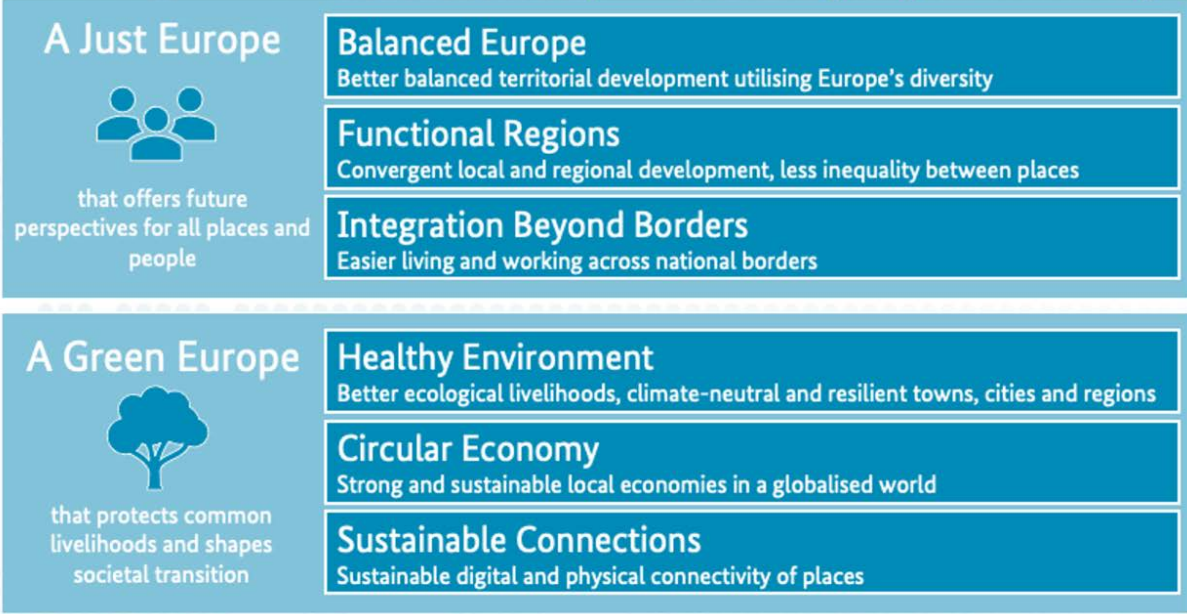 A Just Europe
that offers future
perspectives for all places and
people
Balanced Europe
Better balanced territorial development utilising Europe's diversity
Functional Regions
Convergent local and regional development, less inequality between places
Integration Beyond Borders
Easier living and working across national borders
A Green Europe
that protects common
livelihoods and shapes
societal transition
Healthy Environment
Better ecological livelihoods, climate-neutral and resilient towns, cities and regions
Circular Economy
Strong and sustainable local economies in a globalised world
Sustainable Connections
Sustainable digital and physical connectivity of places